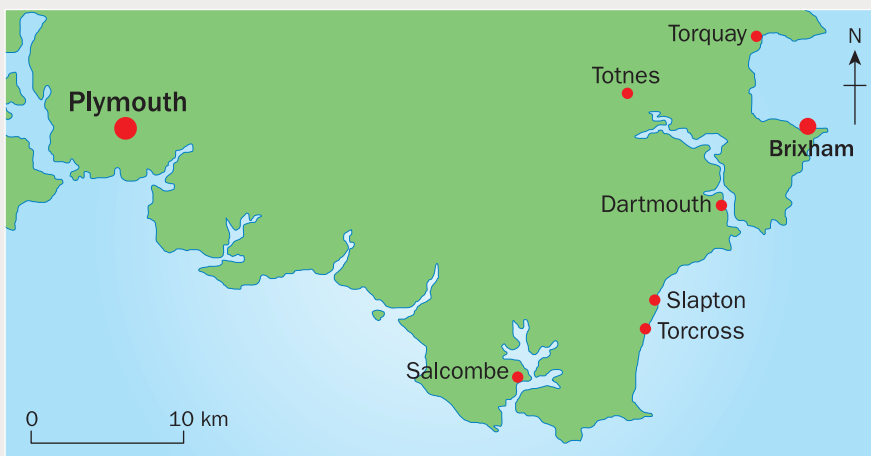 Torquay
N
Totnes
Plymouth
Brixham
Dartmouth
Slapton
Torcross
Salcombe
0 10 km